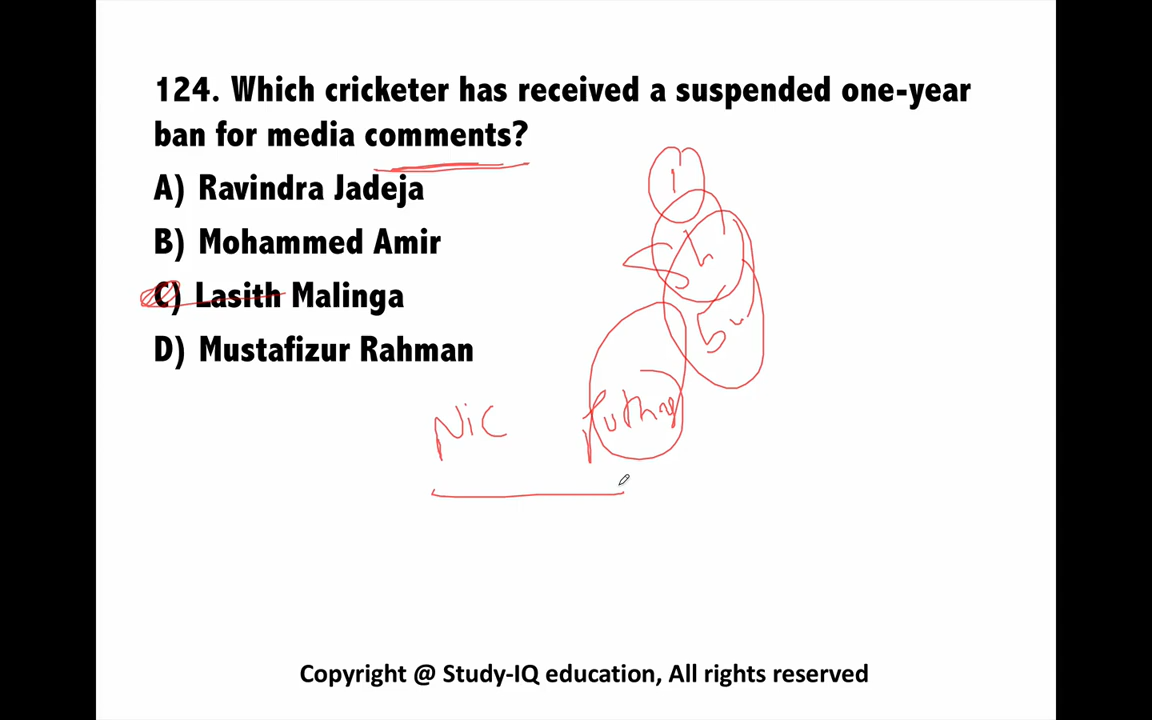 124. Which cricketer has received a suspended one-year
ban for media comments?
A) Ravindra Jadeja
B) Mohammed Amir
C) Lasith Malinga
D) Mustafizur Rahman
Nic
Copyright @ Study-IQ education, All rights reserved